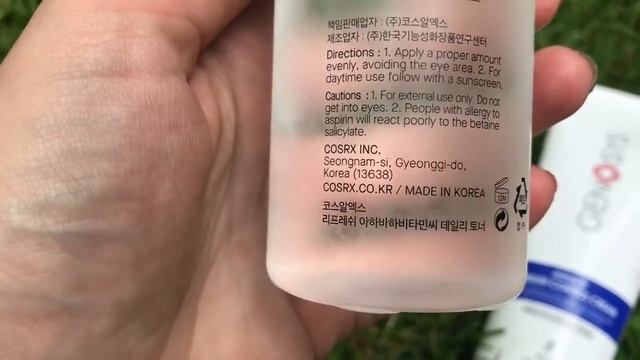 책임판매업자 : (주)코스알엑스
제조업자 : (주)한국기능성화장품연구센터
Directions : 1. Apply a proper amount
evenly, avoiding the eye area. 2. For
daytime use follow with a sunscreen.
Cautions : 1. For external use only. Do not
get into eyes. 2. People with allergy to
aspirin will react poorly to the betaine
salicylate.
COSRX INC.
Seongnam-si, Gyeonggi-do,
Korea (13638)
COSRX.CO.KR / MADE IN KOREA
12M
코스알엑스
리프레쉬 아하바하비타민씨 데일리 토너
GENOSYS